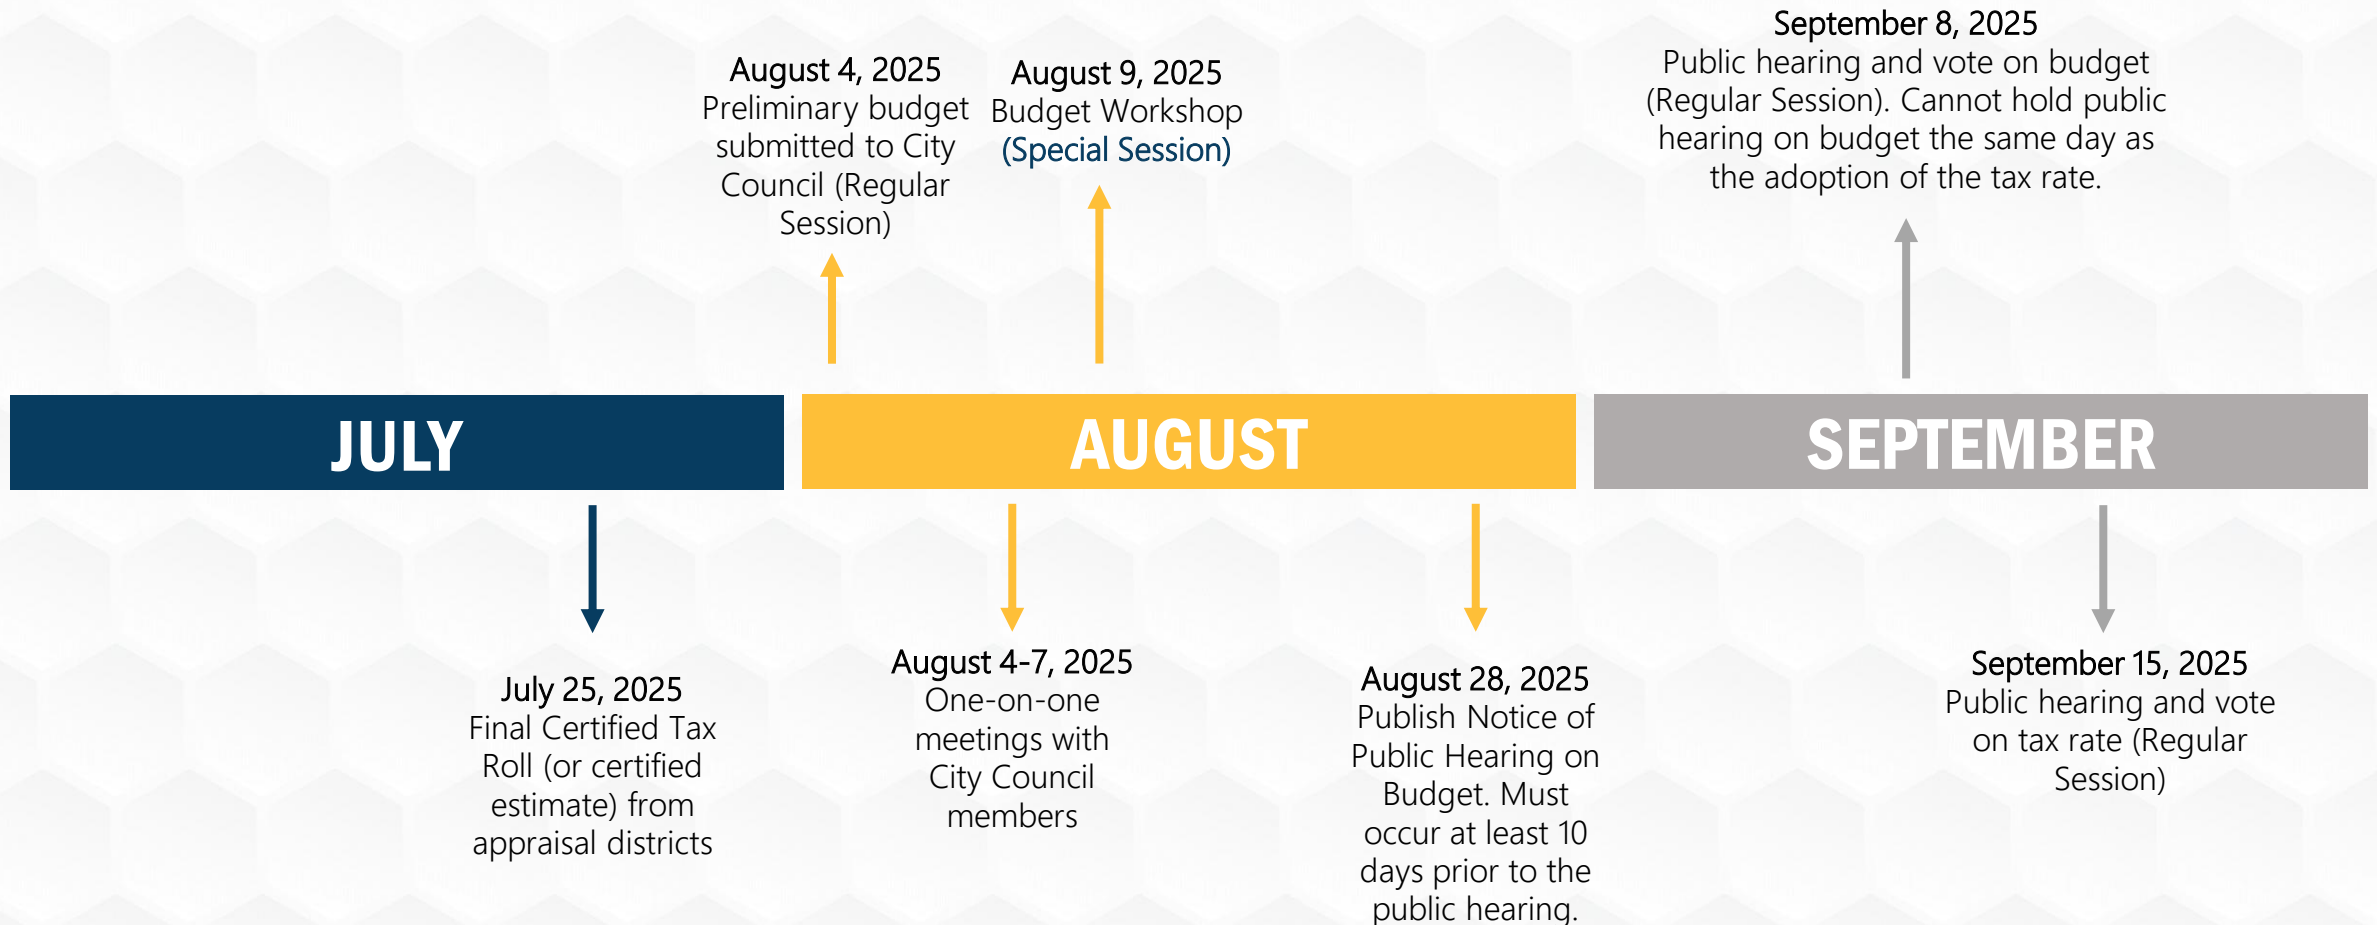 August 4, 2025
Preliminary budget
submitted to City
Council (Regular
Session)
August 9, 2025
Budget Workshop
(Special Session)
September 8, 2025
Public hearing and vote on budget
(Regular Session). Cannot hold public
hearing on budget the same day as
the adoption of the tax rate.
JULY
AUGUST
SEPTEMBER
July 25, 2025
Final Certified Tax
Roll (or certified
estimate) from
appraisal districts
August 4-7, 2025
One-on-one
meetings with
City Council
members
August 28, 2025
Publish Notice of
Public Hearing on
Budget. Must
occur at least 10
days prior to the
public hearing.
September 15, 2025
Public hearing and vote
on tax rate (Regular
Session)